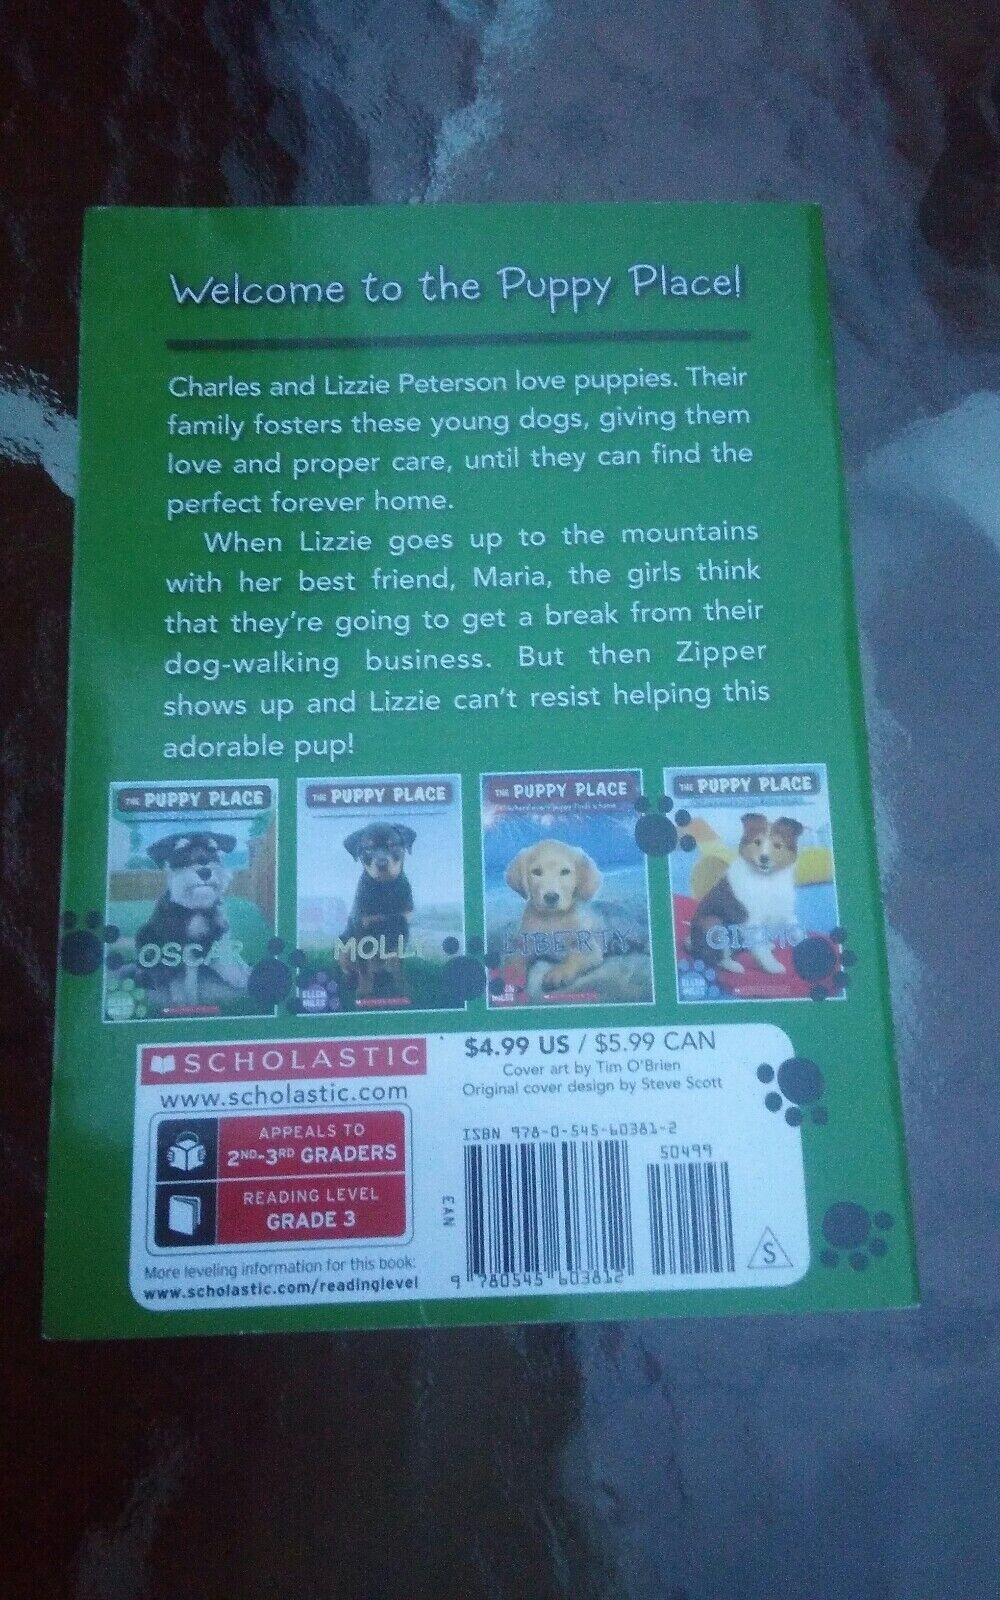 Welcome to the Puppy Place!
Charles and Lizzie Peterson love puppies. Their
family fosters these young dogs, giving them
love and proper care, until they can find the
perfect forever home.
When Lizzie goes up to the mountains
with her best friend, Maria, the girls think
that they're going to get a break from their
dog-walking business. But then Zipper
shows up and Lizzie can't resist helping this
adorable pup!
THE PUPPY PLACE
OSCAR
ELLEN MILES
THE PUPPY PLACE
MOLLY
ELLEN MILES
THE PUPPY PLACE
LIBERTY
MILES
THE PUPPY PLACE
GIZMO
ELLEN MILES
SCHOLASTIC
www.scholastic.com
APPEALS TO
2ND-3RD GRADERS
READING LEVEL
GRADE 3
More leveling information for this book:
www.scholastic.com/readinglevel
$4.99 US / $5.99 CAN
Cover art by Tim O'Brien
Original cover design by Steve Scott
ISBN 978-0-545-60381-2
50499
EAN
9 780545 603812
S